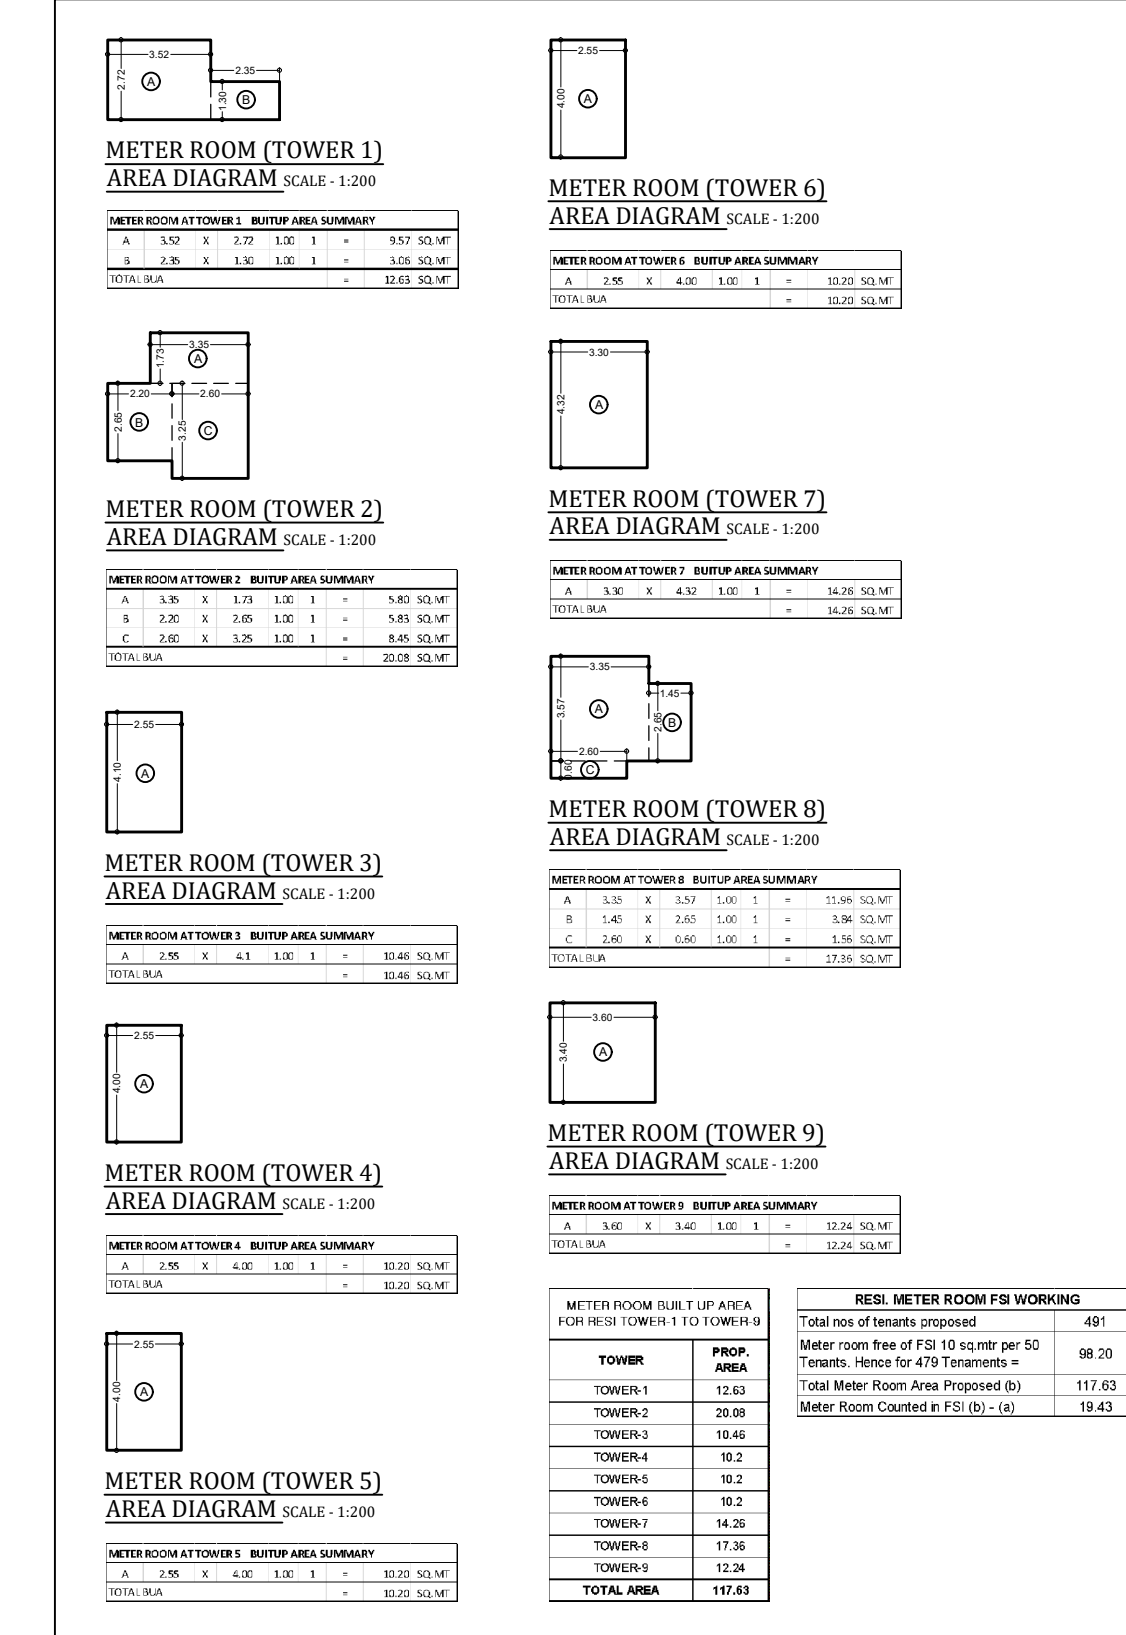 3.52
2.72
A
2.35
1.30
B
METER ROOM (TOWER 1)
AREA DIAGRAM SCALE - 1:200
METER ROOM AT TOWER 1 BUITUP AREA SUMMARY
A 3.52 X 2.72 1.00 1 = 9.57 SQ.MT
B 2.35 X 1.30 1.00 1 = 3.06 SQ.MT
TOTAL BUA = 12.63 SQ.MT
3.35
1.73
A
2.20
2.60
2.65
B
3.25
C
METER ROOM (TOWER 2)
AREA DIAGRAM SCALE - 1:200
METER ROOM AT TOWER 2 BUITUP AREA SUMMARY
A 3.35 X 1.73 1.00 1 = 5.80 SQ.MT
B 2.20 X 2.65 1.00 1 = 5.83 SQ.MT
C 2.60 X 3.25 1.00 1 = 8.45 SQ.MT
TOTAL BUA = 20.08 SQ.MT
2.55
4.10
A
METER ROOM (TOWER 3)
AREA DIAGRAM SCALE - 1:200
METER ROOM AT TOWER 3 BUITUP AREA SUMMARY
A 2.55 X 4.1 1.00 1 = 10.46 SQ.MT
TOTAL BUA = 10.46 SQ.MT
2.55
4.00
A
METER ROOM (TOWER 4)
AREA DIAGRAM SCALE - 1:200
METER ROOM AT TOWER 4 BUITUP AREA SUMMARY
A 2.55 X 4.00 1.00 1 = 10.20 SQ.MT
TOTAL BUA = 10.20 SQ.MT
2.55
4.00
A
METER ROOM (TOWER 5)
AREA DIAGRAM SCALE - 1:200
METER ROOM AT TOWER 5 BUITUP AREA SUMMARY
A 2.55 X 4.00 1.00 1 = 10.20 SQ.MT
TOTAL BUA = 10.20 SQ.MT
2.55
4.00
A
METER ROOM (TOWER 6)
AREA DIAGRAM SCALE - 1:200
METER ROOM AT TOWER 6 BUITUP AREA SUMMARY
A 2.55 X 4.00 1.00 1 = 10.20 SQ.MT
TOTAL BUA = 10.20 SQ.MT
3.30
4.32
A
METER ROOM (TOWER 7)
AREA DIAGRAM SCALE - 1:200
METER ROOM AT TOWER 7 BUITUP AREA SUMMARY
A 3.30 X 4.32 1.00 1 = 14.26 SQ.MT
TOTAL BUA = 14.26 SQ.MT
3.35
3.57
A
1.45
2.65
B
2.60
0.60
C
METER ROOM (TOWER 8)
AREA DIAGRAM SCALE - 1:200
METER ROOM AT TOWER 8 BUITUP AREA SUMMARY
A 3.35 X 3.57 1.00 1 = 11.96 SQ.MT
B 1.45 X 2.65 1.00 1 = 3.84 SQ.MT
C 2.60 X 0.60 1.00 1 = 1.56 SQ.MT
TOTAL BUA = 17.36 SQ.MT
3.60
3.40
A
METER ROOM (TOWER 9)
AREA DIAGRAM SCALE - 1:200
METER ROOM AT TOWER 9 BUITUP AREA SUMMARY
A 3.60 X 3.40 1.00 1 = 12.24 SQ.MT
TOTAL BUA = 12.24 SQ.MT
METER ROOM BUILT UP AREA
FOR RESI TOWER-1 TO TOWER-9
TOWER PROP. AREA
TOWER-1 12.63
TOWER-2 20.08
TOWER-3 10.46
TOWER-4 10.2
TOWER-5 10.2
TOWER-6 10.2
TOWER-7 14.26
TOWER-8 17.36
TOWER-9 12.24
TOTAL AREA 117.63
RESI. METER ROOM FSI WORKING
Total nos of tenants proposed 491
Meter room free of FSI 10 sq.mtr per 50
Tenants. Hence for 479 Tenaments = 98.20
Total Meter Room Area Proposed (b) 117.63
Meter Room Counted in FSI (b) - (a) 19.43